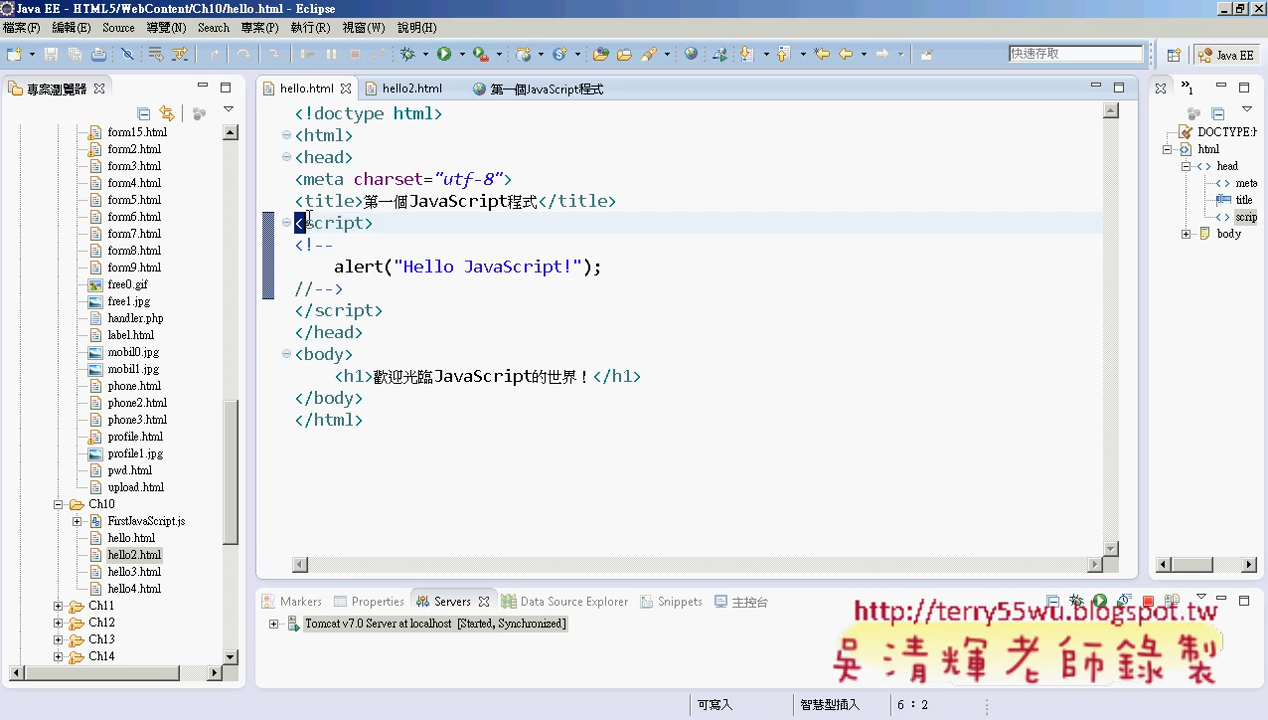 Java EE - HTML5/WebContent/Ch10/hello.html - Eclipse
檔案(F) 編輯(E) Source 導覽(N) Search 專案(P) 執行(R) 視窗(W) 說明(H)
快速存取
Java EE
專案瀏覽器
form15.html
form2.html
form3.html
form4.html
form5.html
form6.html
form7.html
form8.html
form9.html
free0.gif
free1.jpg
handler.php
label.html
mobil0.jpg
mobil1.jpg
phone.html
phone2.html
phone3.html
profile.html
profile1.jpg
pwd.html
upload.html
Ch10
FirstJavaScript.js
hello.html
hello2.html
hello3.html
hello4.html
Ch11
Ch12
Ch13
Ch14
hello.html hello2.html 第一個JavaScript程式
<!doctype html>
<html>
<head>
<meta charset="utf-8">
<title>第一個JavaScript程式</title>
<script>
<!--
alert("Hello JavaScript!");
//-->
</script>
</head>
<body>
<h1>歡迎光臨JavaScript的世界！</h1>
</body>
</html>
»1
DOCTYPE:h
html
head
meta
title
scrip
body
Markers Properties Servers Data Source Explorer Snippets 主控台
Tomcat v7.0 Server at localhost [Started, Synchronized]
http://terry55wu.blogspot.tw
吳清輝老師錄製
可寫入 智慧型插入 6 : 2